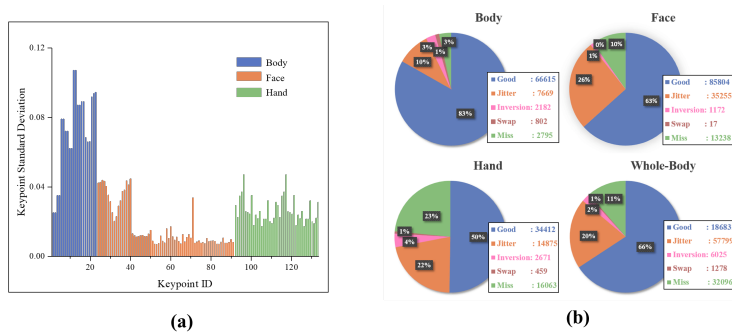 Body
Face
0.12
0.08
0.04
0.00
Keypoint Standard Deviation
Body
Face
Hand
20
40
60
80
100
120
Keypoint ID
(a)
3%
3%
1%
10%
83%
Good : 66615
Jitter : 7669
Inversion : 2182
Swap : 802
Miss : 2795
0%
10%
1%
26%
63%
Good : 85804
Jitter : 35255
Inversion: 1172
Swap : 17
Miss : 13238
Hand
Whole-Body
23%
1%
4%
22%
50%
Good : 34412
Jitter : 14875
Inversion : 2671
Swap : 459
Miss : 16063
1%
11%
2%
20%
66%
Good : 18683
Jitter : 57799
Inversion : 6025
Swap : 1278
Miss : 32096
(b)